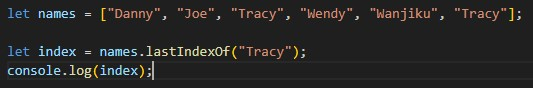 let names = ["Danny", "Joe", "Tracy", "Wendy", "Wanjiku", "Tracy"];
let index = names.lastIndexOf("Tracy");
console.log(index);